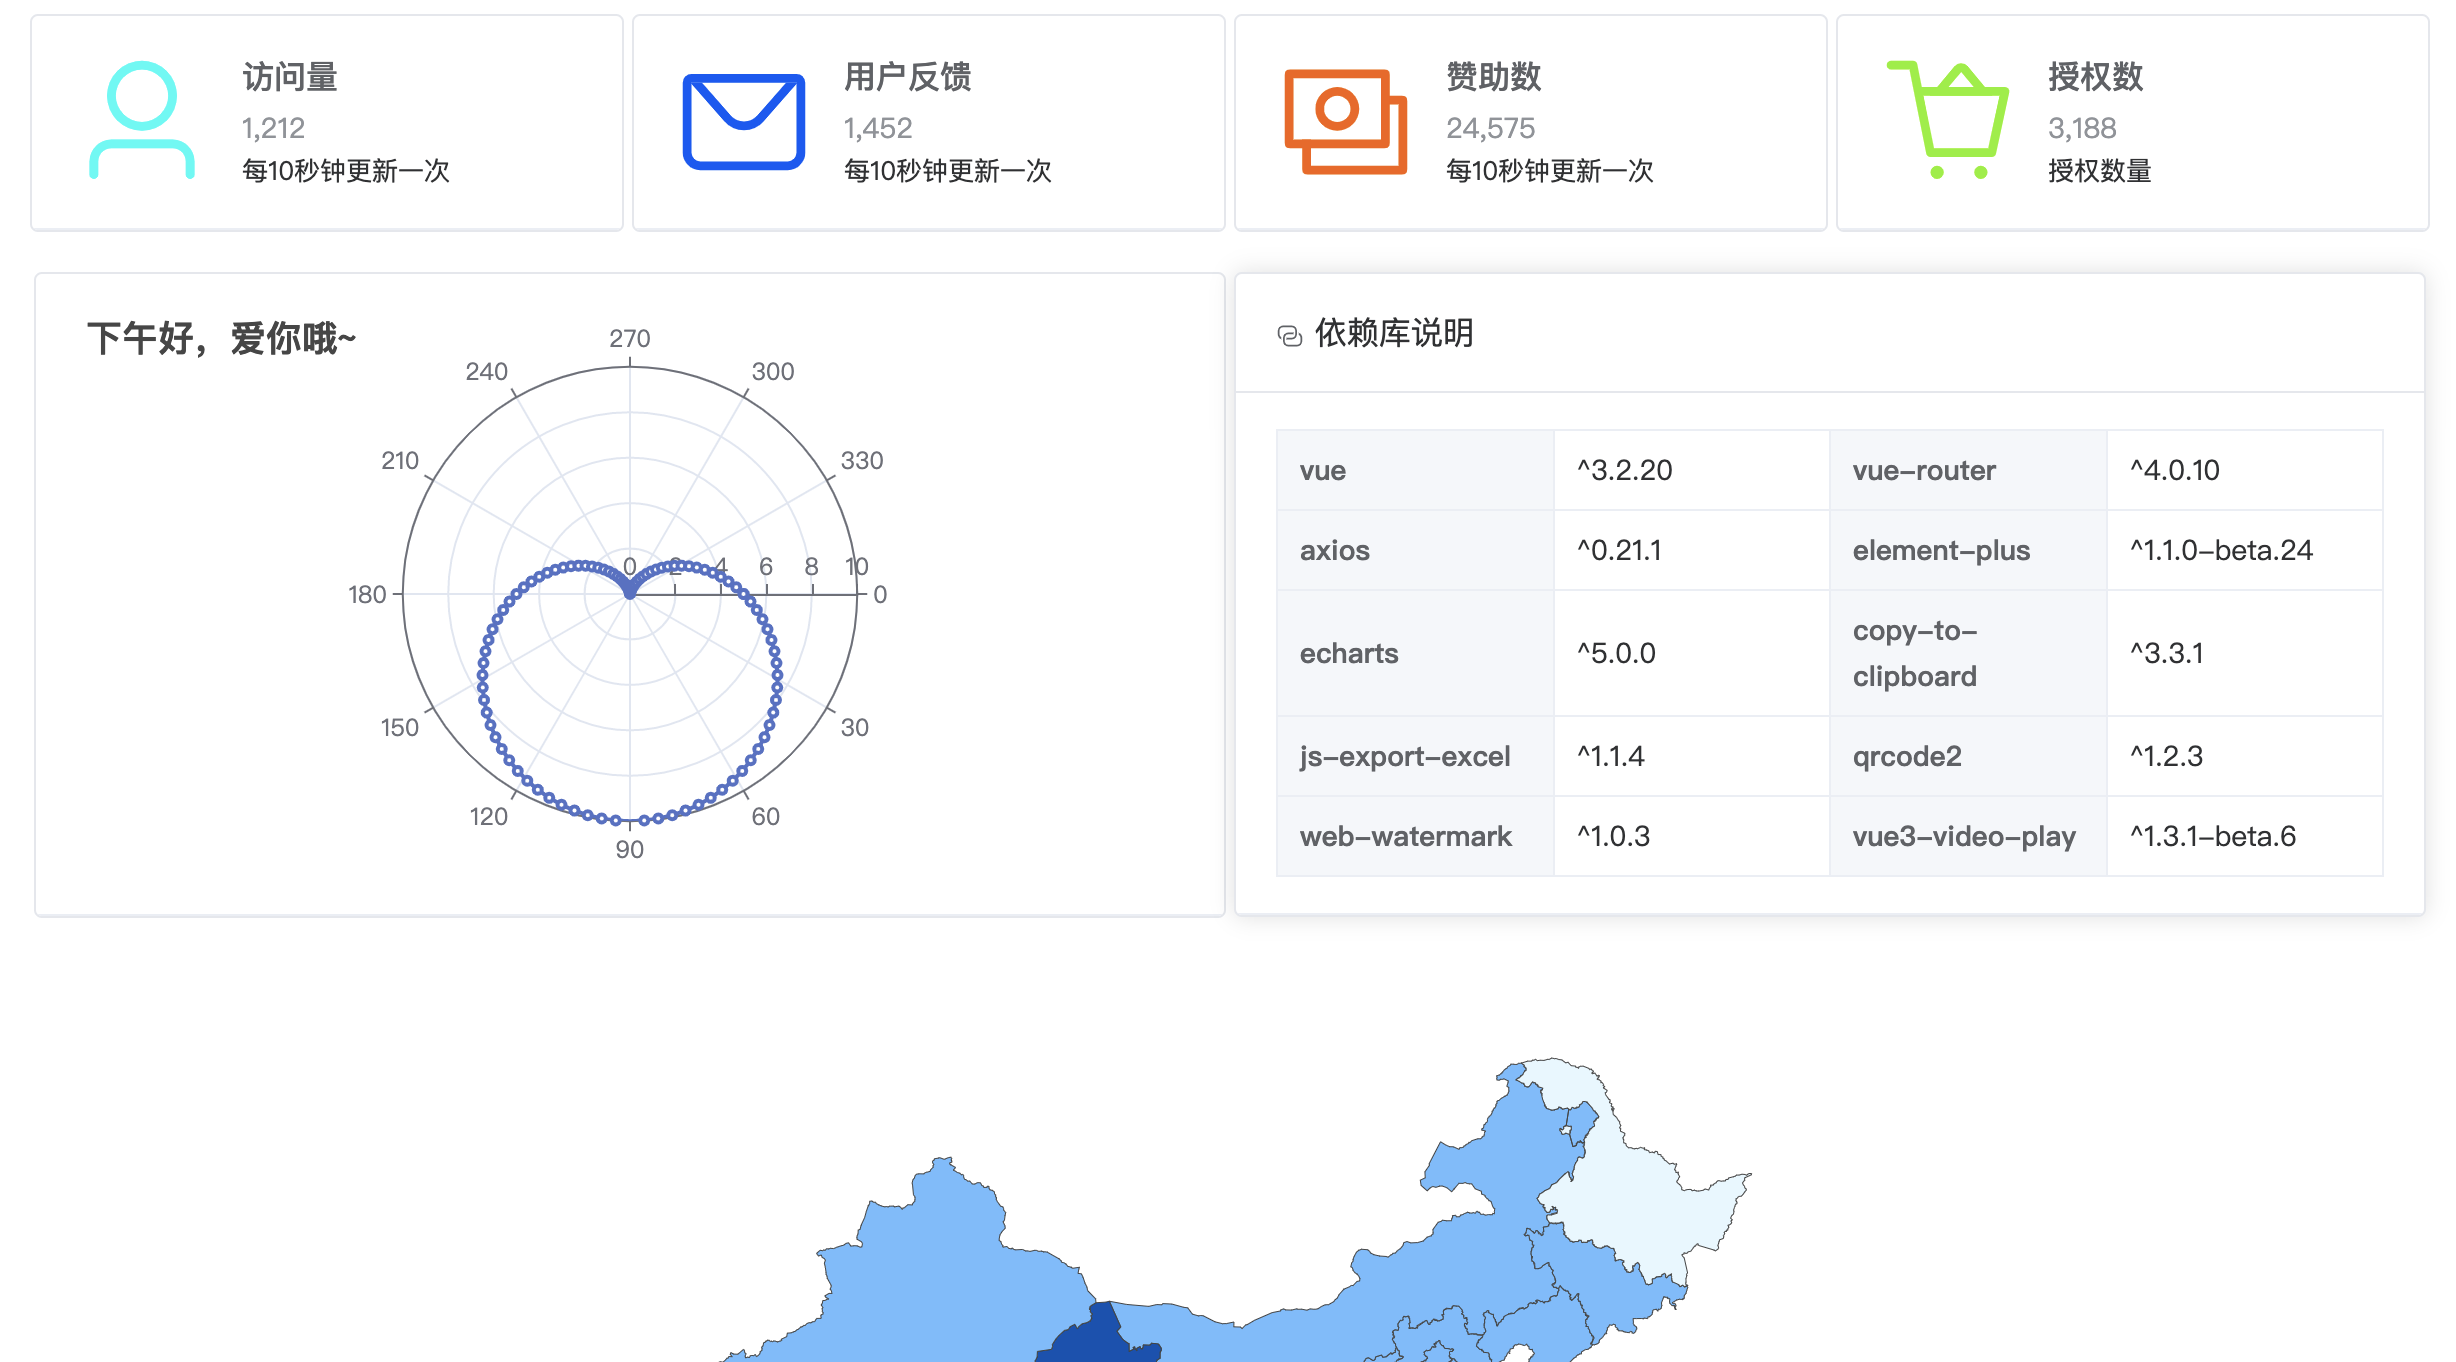 访问量
1,212
每10秒钟更新一次
用户反馈
1,452
每10秒钟更新一次
赞助数
24,575
每10秒钟更新一次
授权数
3,188
授权数量
下午好，爱你哦~
270
240
300
210
330
0
2
4
6
8
10
180
0
150
30
120
60
90
依赖库说明
vue
^3.2.20
vue-router
^4.0.10
axios
^0.21.1
element-plus
^1.1.0-beta.24
echarts
^5.0.0
copy-to-
clipboard
^3.3.1
js-export-excel
^1.1.4
qrcode2
^1.2.3
web-watermark
^1.0.3
vue3-video-play
^1.3.1-beta.6